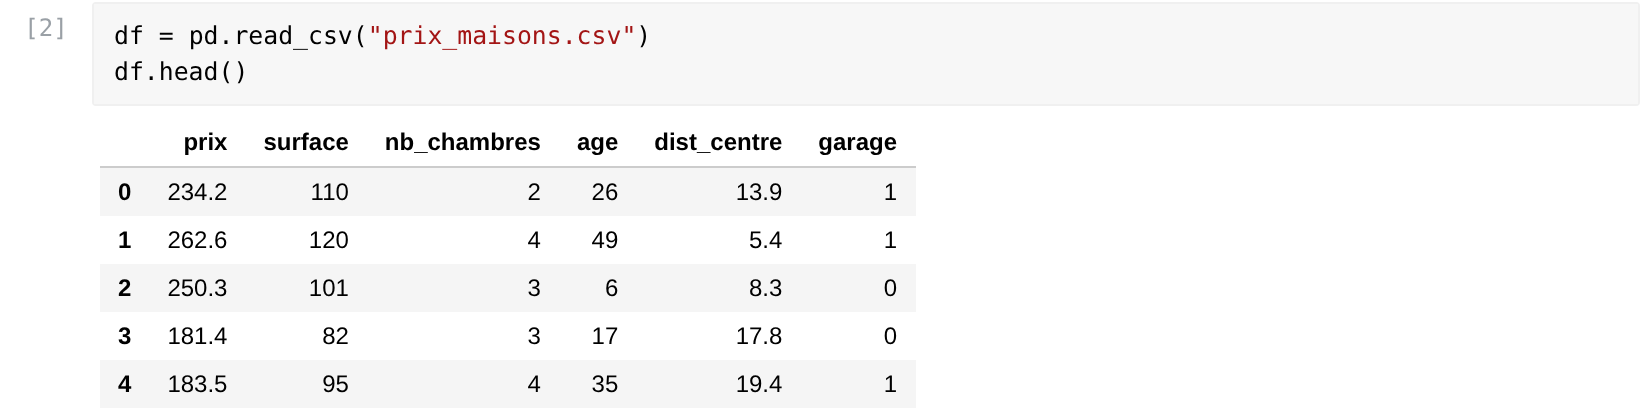 [2]
df = pd.read_csv("prix_maisons.csv")
df.head()
prix surface nb_chambres age dist_centre garage
0 234.2 110 2 26 13.9 1
1 262.6 120 4 49 5.4 1
2 250.3 101 3 6 8.3 0
3 181.4 82 3 17 17.8 0
4 183.5 95 4 35 19.4 1